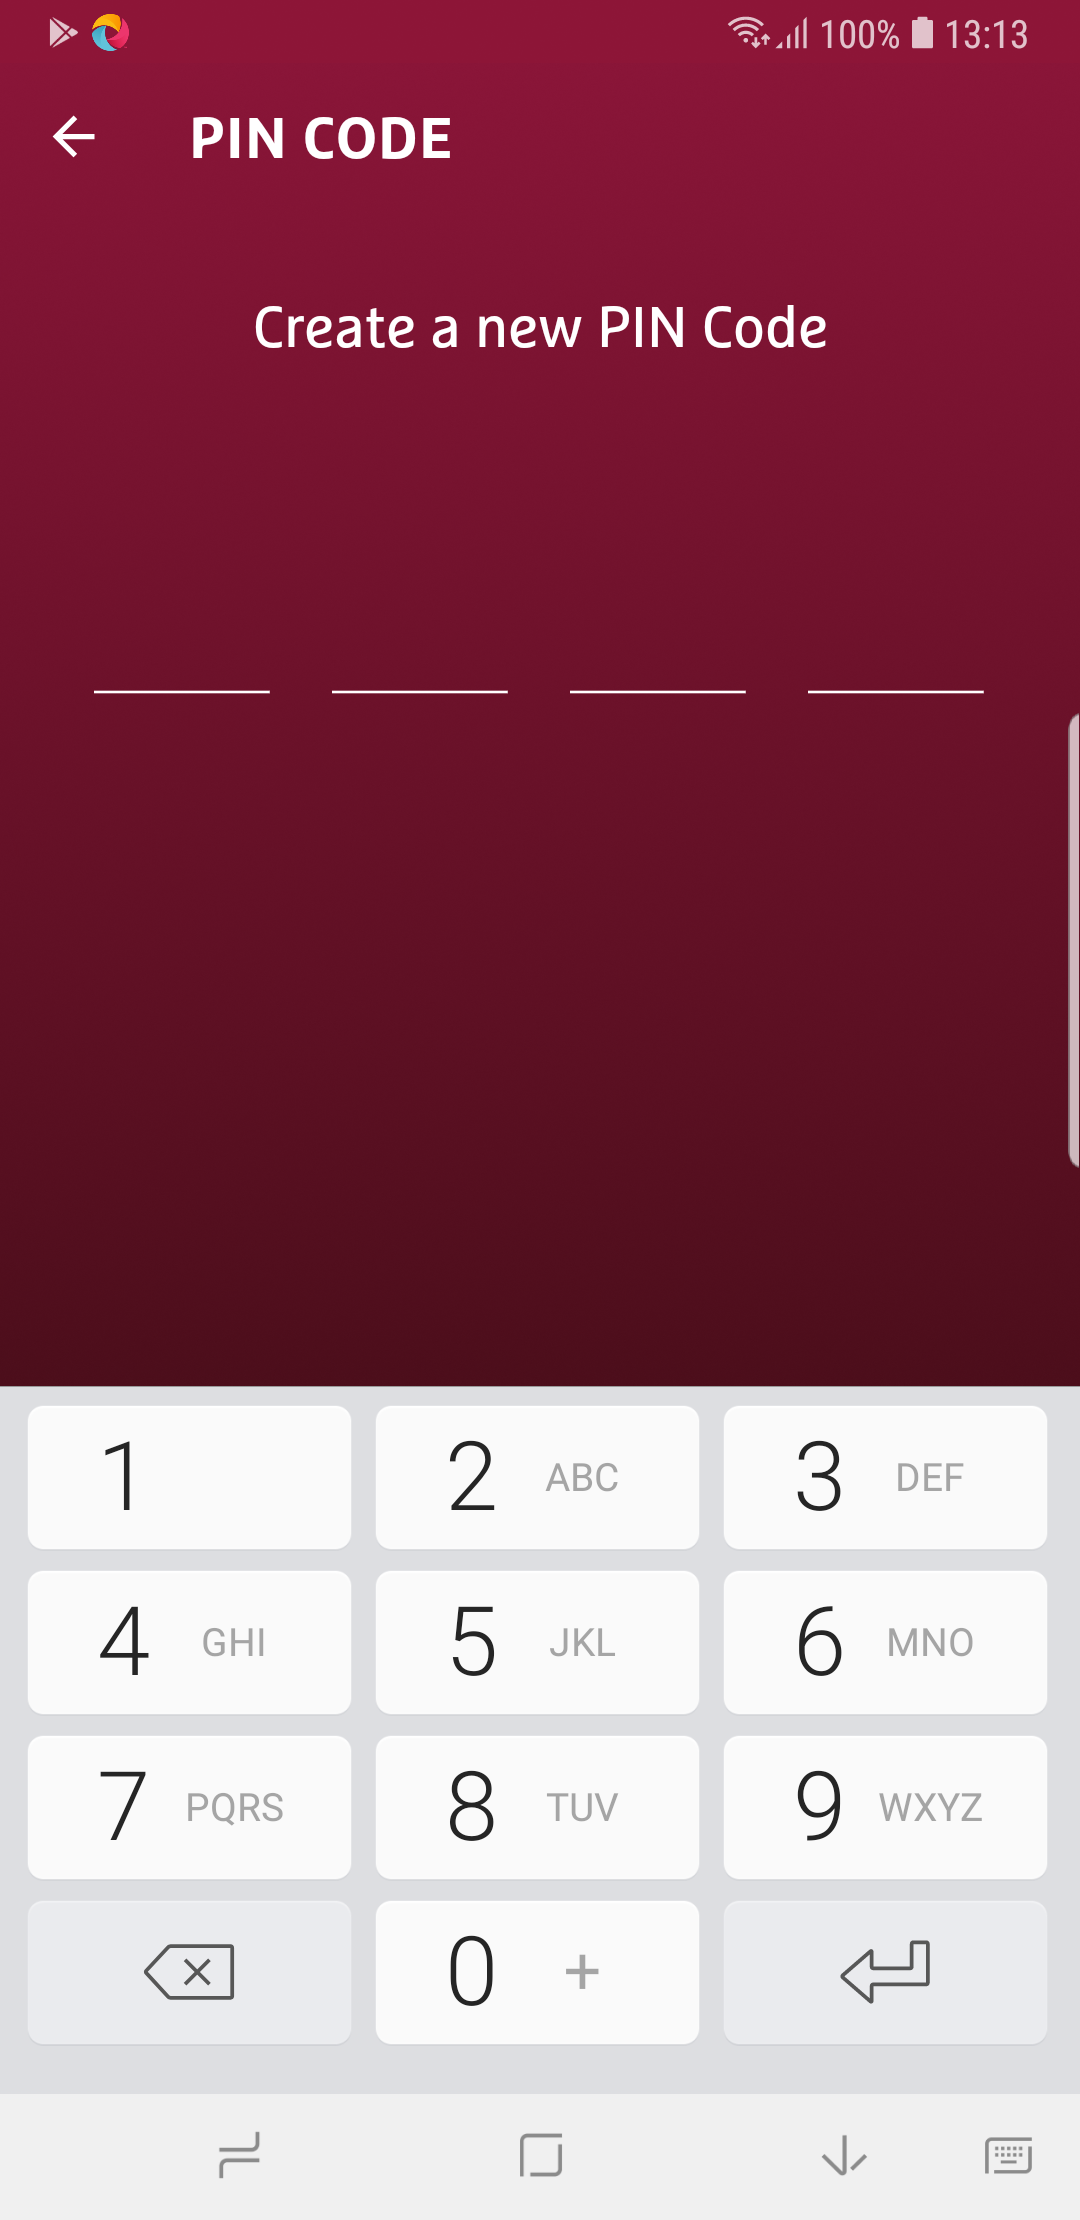 100% 13:13
PIN CODE
Create a new PIN Code
1 2 ABC 3 DEF
4 GHI 5 JKL 6 MNO
7 PQRS 8 TUV 9 WXYZ
0 +